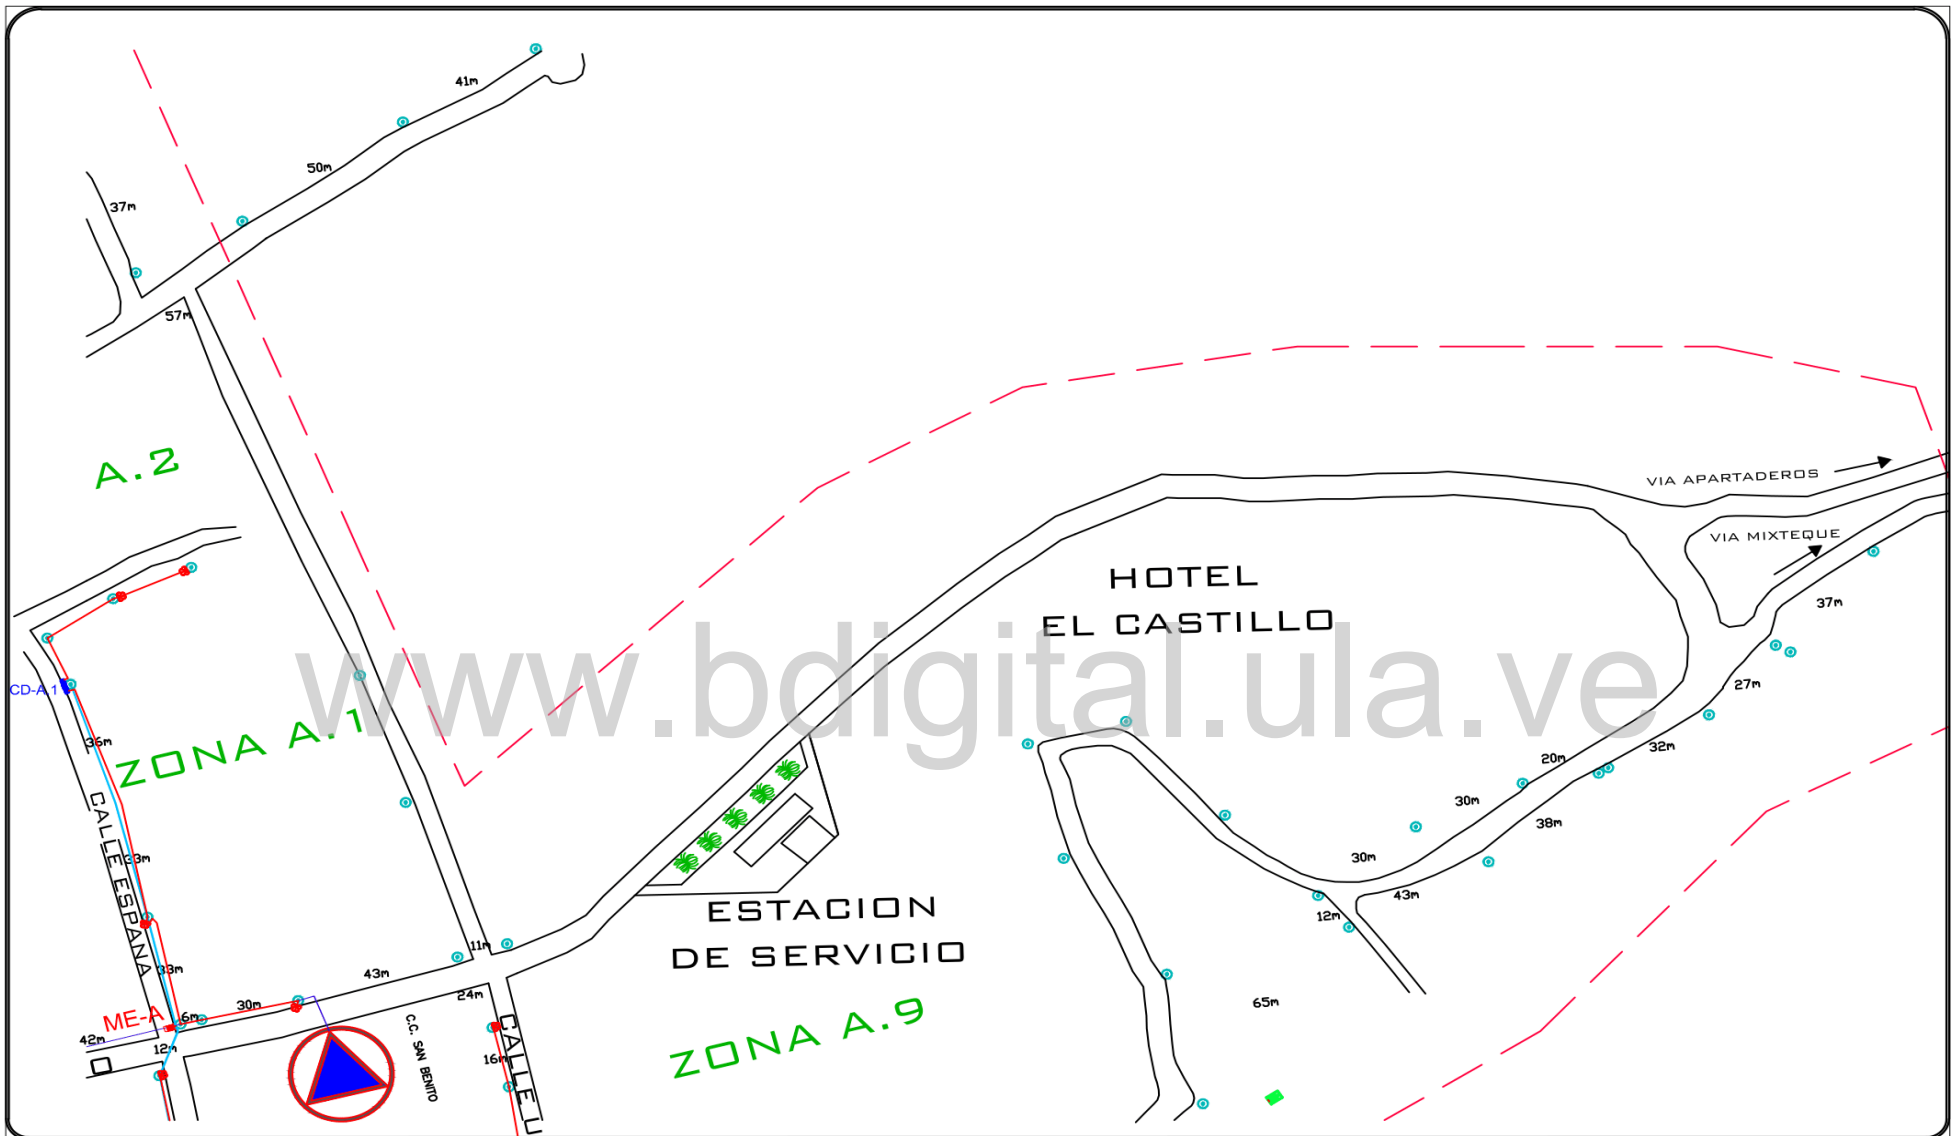 41m
50m
37m
57m
A.2
VIA APARTADEROS
VIA MIXTEQUE
HOTEL
EL CASTILLO
37m
www.bdigital.ula.ve
CD-A.1
27m
36m
ZONA A.1
32m
20m
30m
38m
CALLE ESPANA
33m
30m
43m
12m
ESTACION
DE SERVICIO
11m
33m
43m
24m
30m
65m
ME-A
6m
42m
12m
C.C. SAN BENITO
ZONA A.9
16m
CALLE